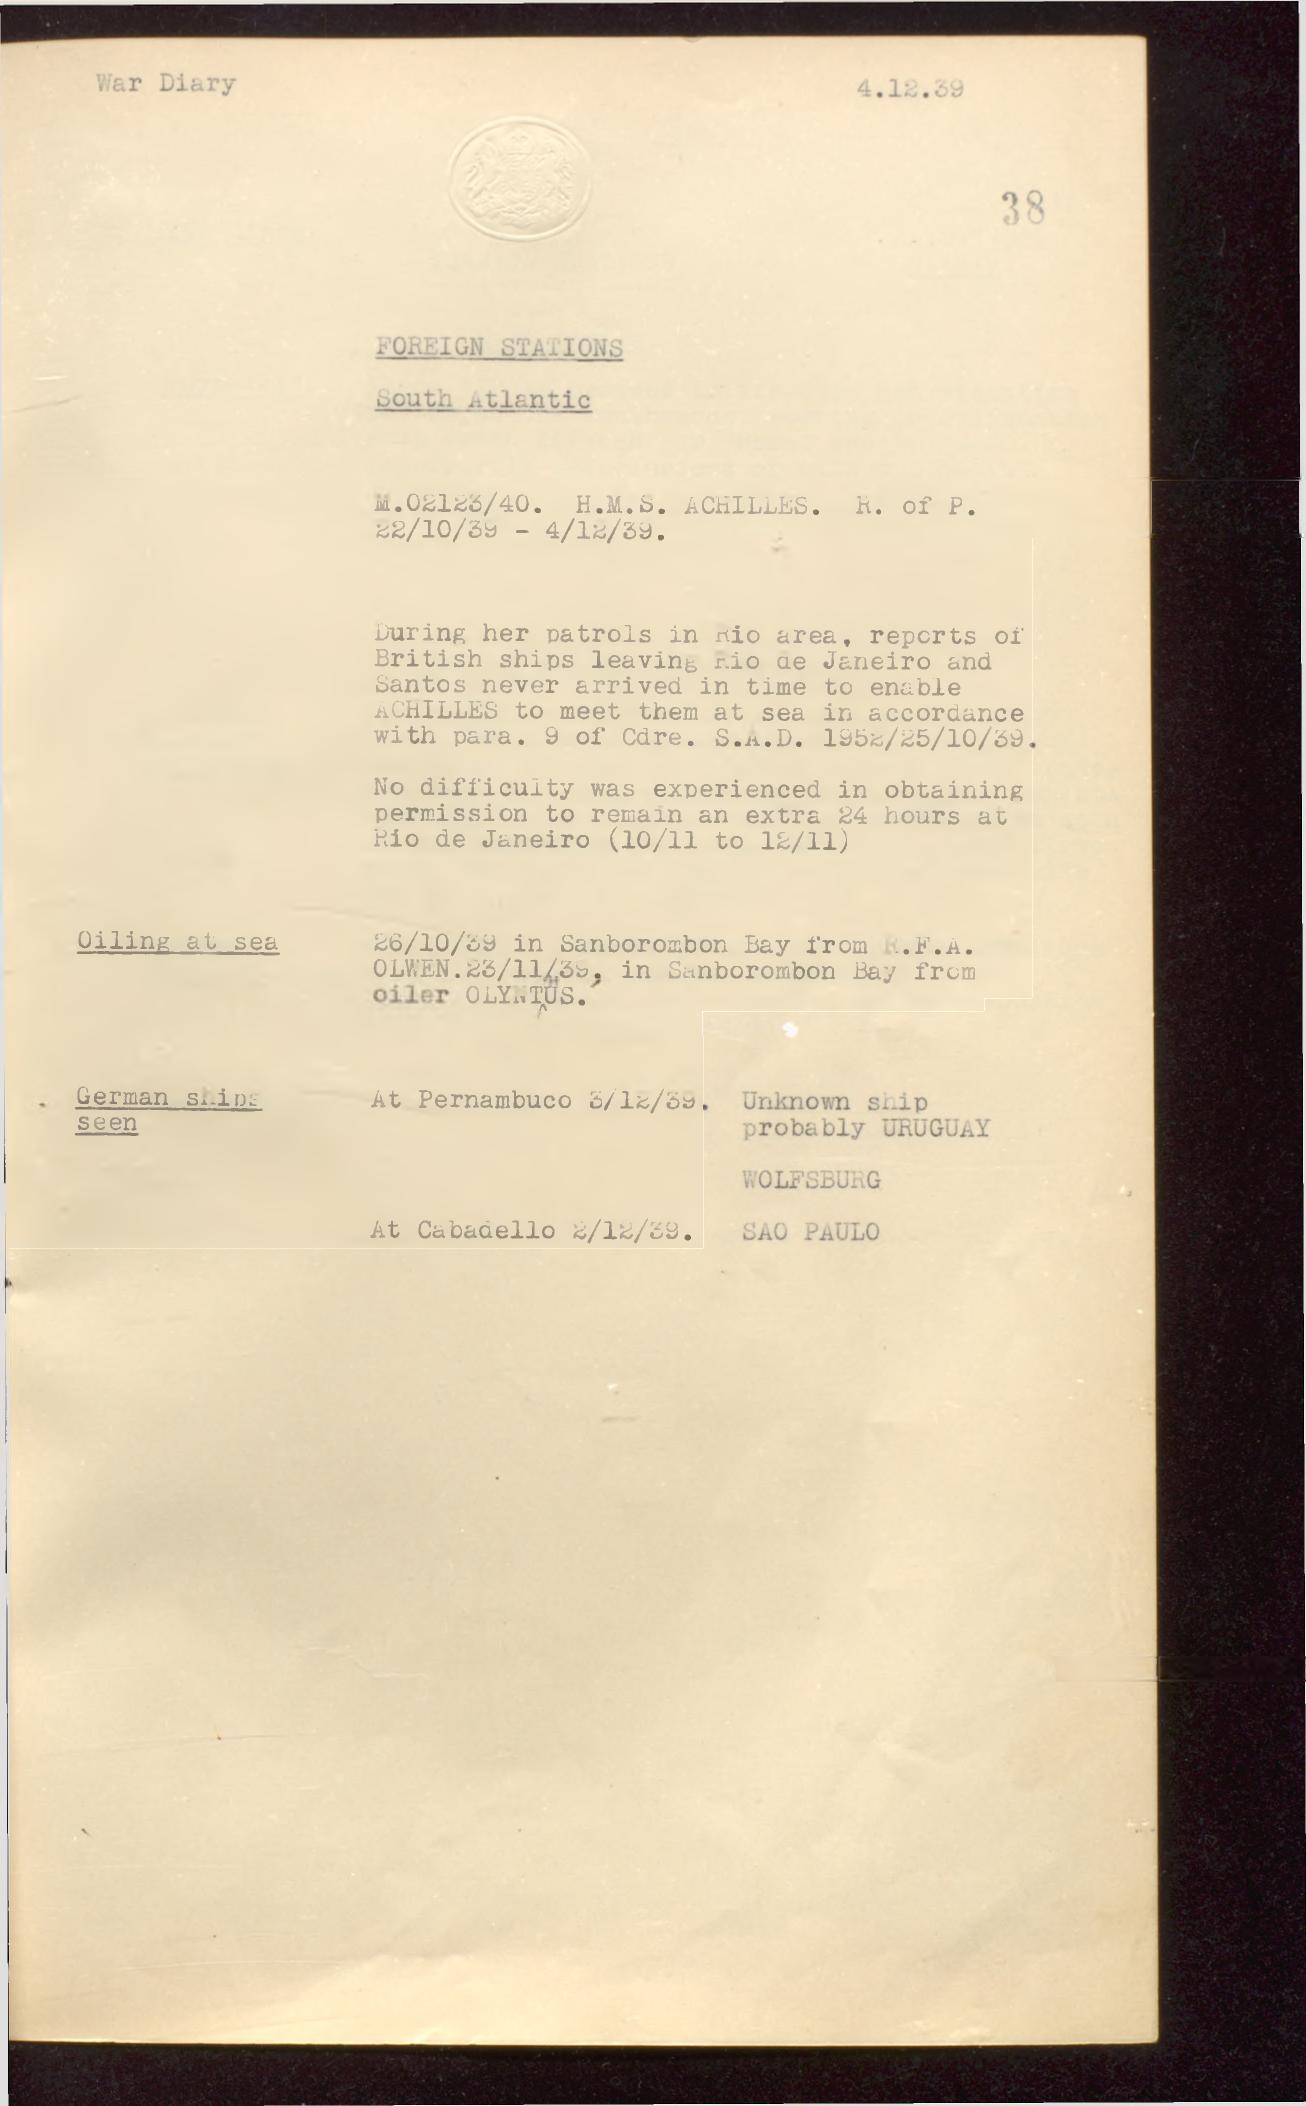 War Diary
4.12.39
38
FOREIGN STATIONS
South Atlantic
M.02123/40. H.M.S. ACHILLES. R. of P.
22/10/39 - 4/12/39.
During her patrols in Rio area, reports of
British ships leaving Rio de Janeiro and
Santos never arrived in time to enable
ACHILLES to meet them at sea in accordance
with para. 9 of Cdre. S.A.D. 1952/25/10/39.
No difficulty was experienced in obtaining
permission to remain an extra 24 hours at
Rio de Janeiro (10/11 to 12/11)
Oiling at sea
26/10/39 in Sanborombon Bay from R.F.A.
OLWEN.23/11/39, in Sanborombon Bay from
oiler
German ships
seen
At Pernambuco 3/12/39. Unknown ship
probably URUGUAY
WOLFSBURG
At Cabadello 2/12/39. SAO PAULO